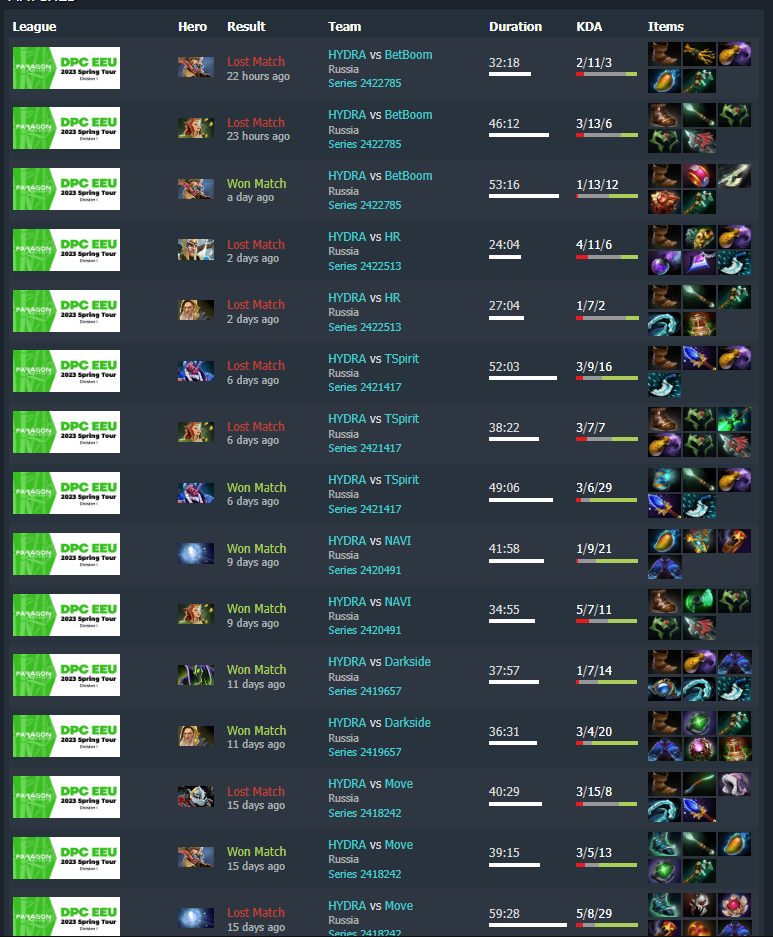 League Hero Result Team Duration KDA Items
PARAGON DPC EEU 2023 Spring Tour Division I
Lost Match 22 hours ago
HYDRA vs BetBoom
Russia
Series 2422785
32:18 2/11/3
PARAGON DPC EEU 2023 Spring Tour Division I
Lost Match 23 hours ago
HYDRA vs BetBoom
Russia
Series 2422785
46:12 3/13/6
PARAGON DPC EEU 2023 Spring Tour Division I
Won Match a day ago
HYDRA vs BetBoom
Russia
Series 2422785
53:16 1/13/12
PARAGON DPC EEU 2023 Spring Tour Division I
Lost Match 2 days ago
HYDRA vs HR
Russia
Series 2422513
24:04 4/11/6
PARAGON DPC EEU 2023 Spring Tour Division I
Lost Match 2 days ago
HYDRA vs HR
Russia
Series 2422513
27:04 1/7/2
PARAGON DPC EEU 2023 Spring Tour Division I
Lost Match 6 days ago
HYDRA vs TSpirit
Russia
Series 2421417
52:03 3/9/16
PARAGON DPC EEU 2023 Spring Tour Division I
Lost Match 6 days ago
HYDRA vs TSpirit
Russia
Series 2421417
38:22 3/7/7
PARAGON DPC EEU 2023 Spring Tour Division I
Won Match 6 days ago
HYDRA vs TSpirit
Russia
Series 2421417
49:06 3/6/29
PARAGON DPC EEU 2023 Spring Tour Division I
Won Match 9 days ago
HYDRA vs NAVI
Russia
Series 2420491
41:58 1/9/21
PARAGON DPC EEU 2023 Spring Tour Division I
Won Match 9 days ago
HYDRA vs NAVI
Russia
Series 2420491
34:55 5/7/11
PARAGON DPC EEU 2023 Spring Tour Division I
Won Match 11 days ago
HYDRA vs Darkside
Russia
Series 2419657
37:57 1/7/14
PARAGON DPC EEU 2023 Spring Tour Division I
Won Match 11 days ago
HYDRA vs Darkside
Russia
Series 2419657
36:31 3/4/20
PARAGON DPC EEU 2023 Spring Tour Division I
Lost Match 15 days ago
HYDRA vs Move
Russia
Series 2418242
40:29 3/15/8
PARAGON DPC EEU 2023 Spring Tour Division I
Won Match 15 days ago
HYDRA vs Move
Russia
Series 2418242
39:15 3/5/13
PARAGON DPC EEU 2023 Spring Tour Division I
Lost Match 15 days ago
HYDRA vs Move
Russia
Series 2418242
59:28 5/8/29